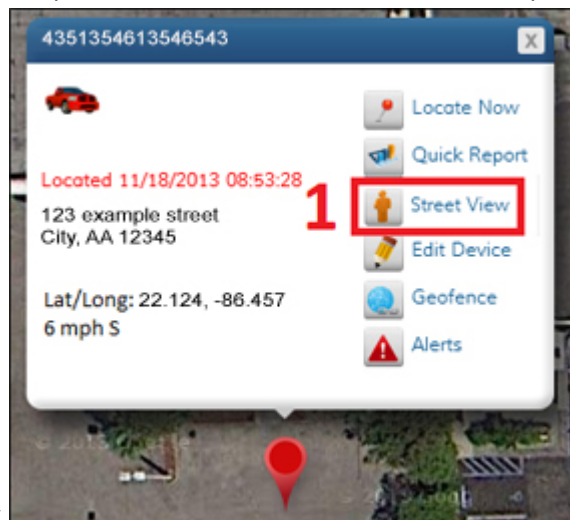 4351354613546543
X
Locate Now
Quick Report
Located 11/18/2013 08:53:28
1
Street View
123 example street
City, AA 12345
Edit Device
Lat/Long: 22.124, -86.457
Geofence
6 mph S
Alerts